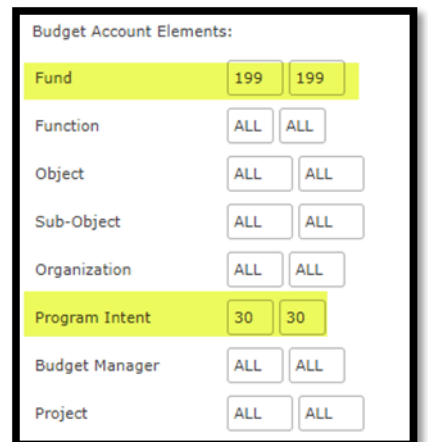 Budget Account Elements:
Fund 199 199
Function ALL ALL
Object ALL ALL
Sub-Object ALL ALL
Organization ALL ALL
Program Intent 30 30
Budget Manager ALL ALL
Project ALL ALL